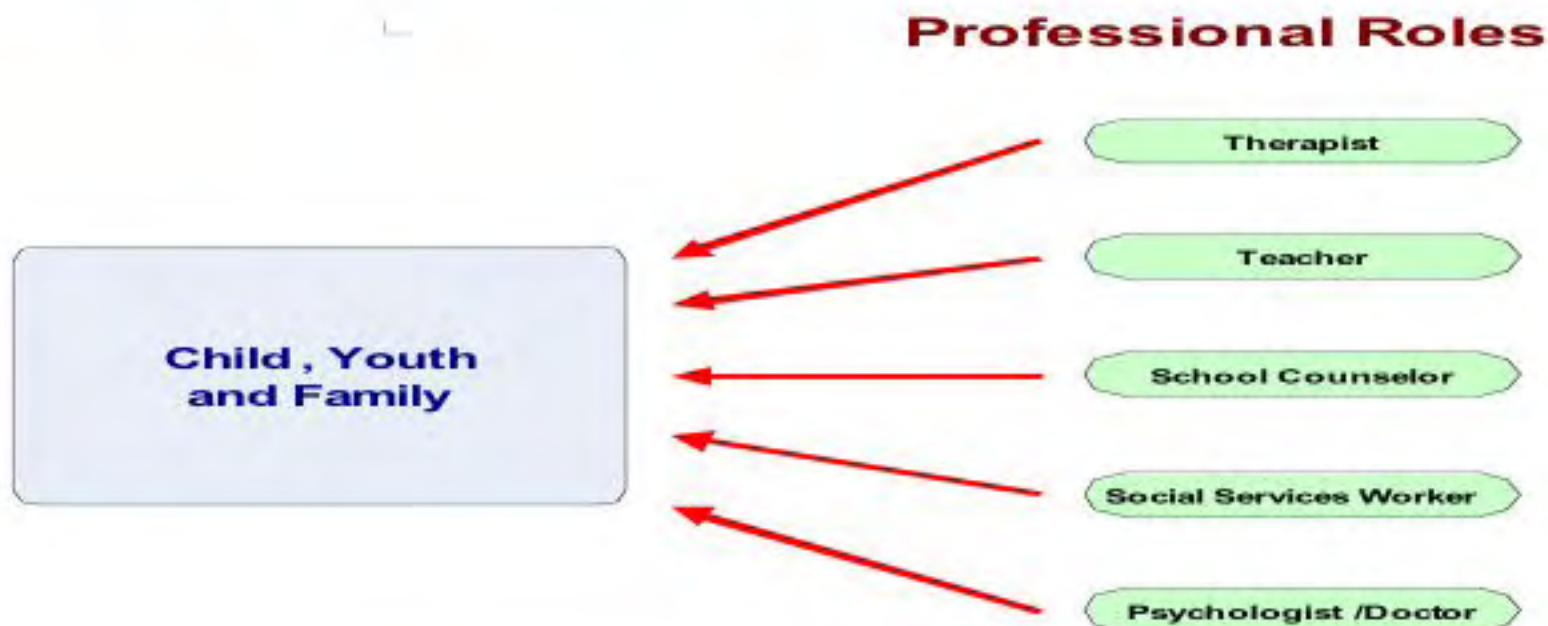 Professional Roles
Therapist
Teacher
Child , Youth
and Family
School Counselor
Social Services Worker
Psychologist /Doctor